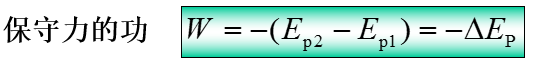 保守力的功 W = −(E_p2 − E_p1) = −ΔE_P